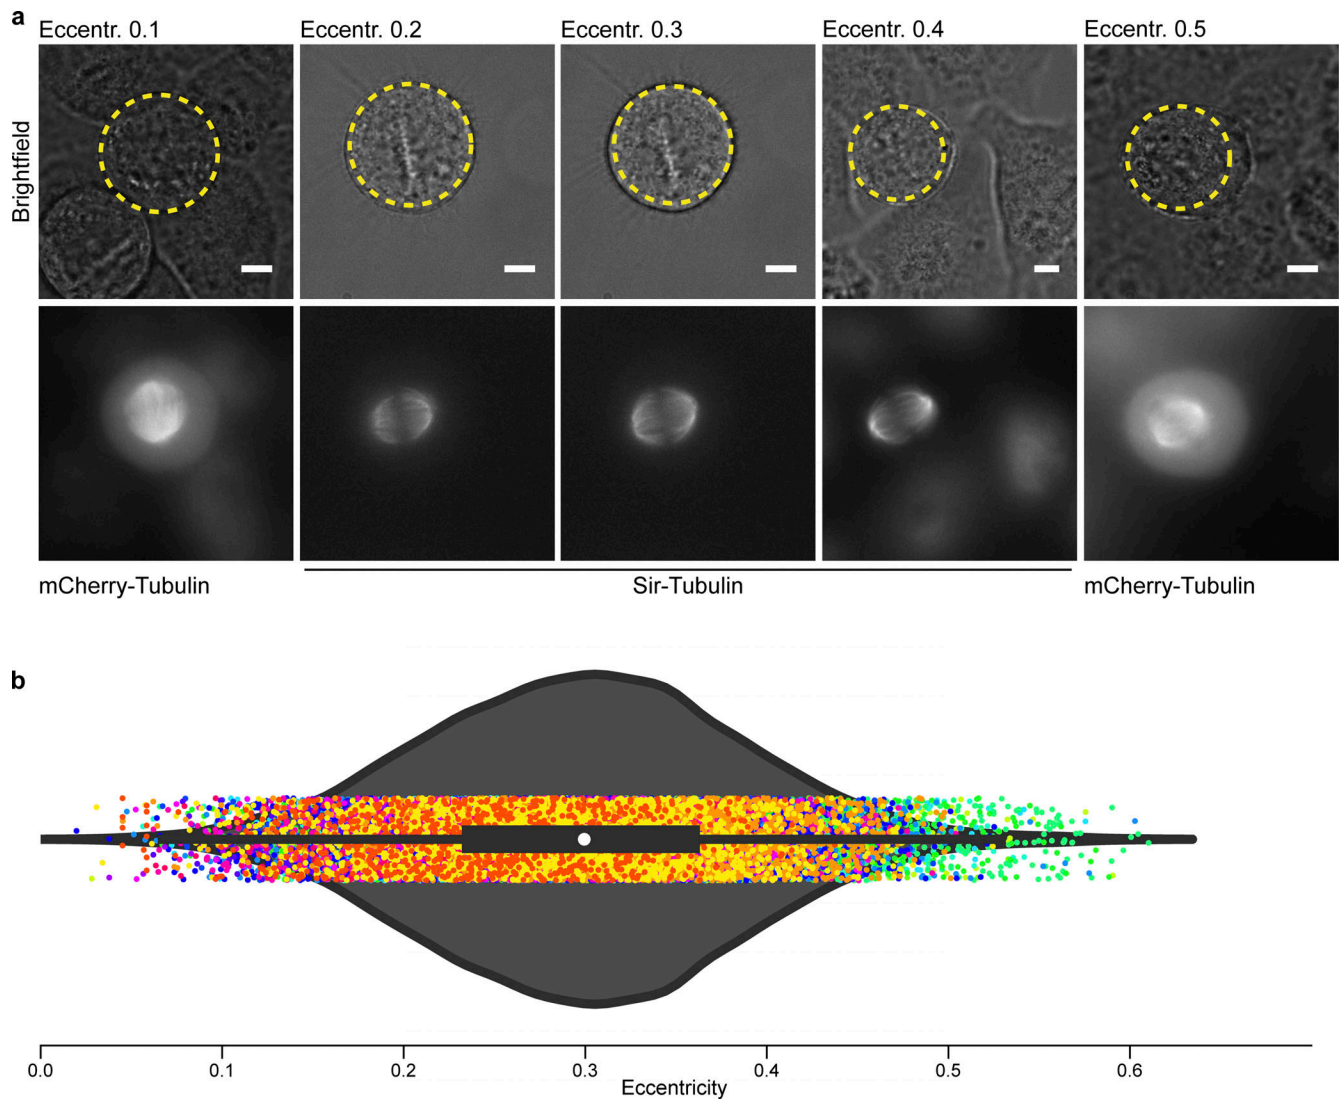 a
Eccentr. 0.1 Eccentr. 0.2 Eccentr. 0.3 Eccentr. 0.4 Eccentr. 0.5
Brightfield
mCherry-Tubulin Sir-Tubulin mCherry-Tubulin
b
0.0 0.1 0.2 0.3 0.4 0.5 0.6
Eccentricity